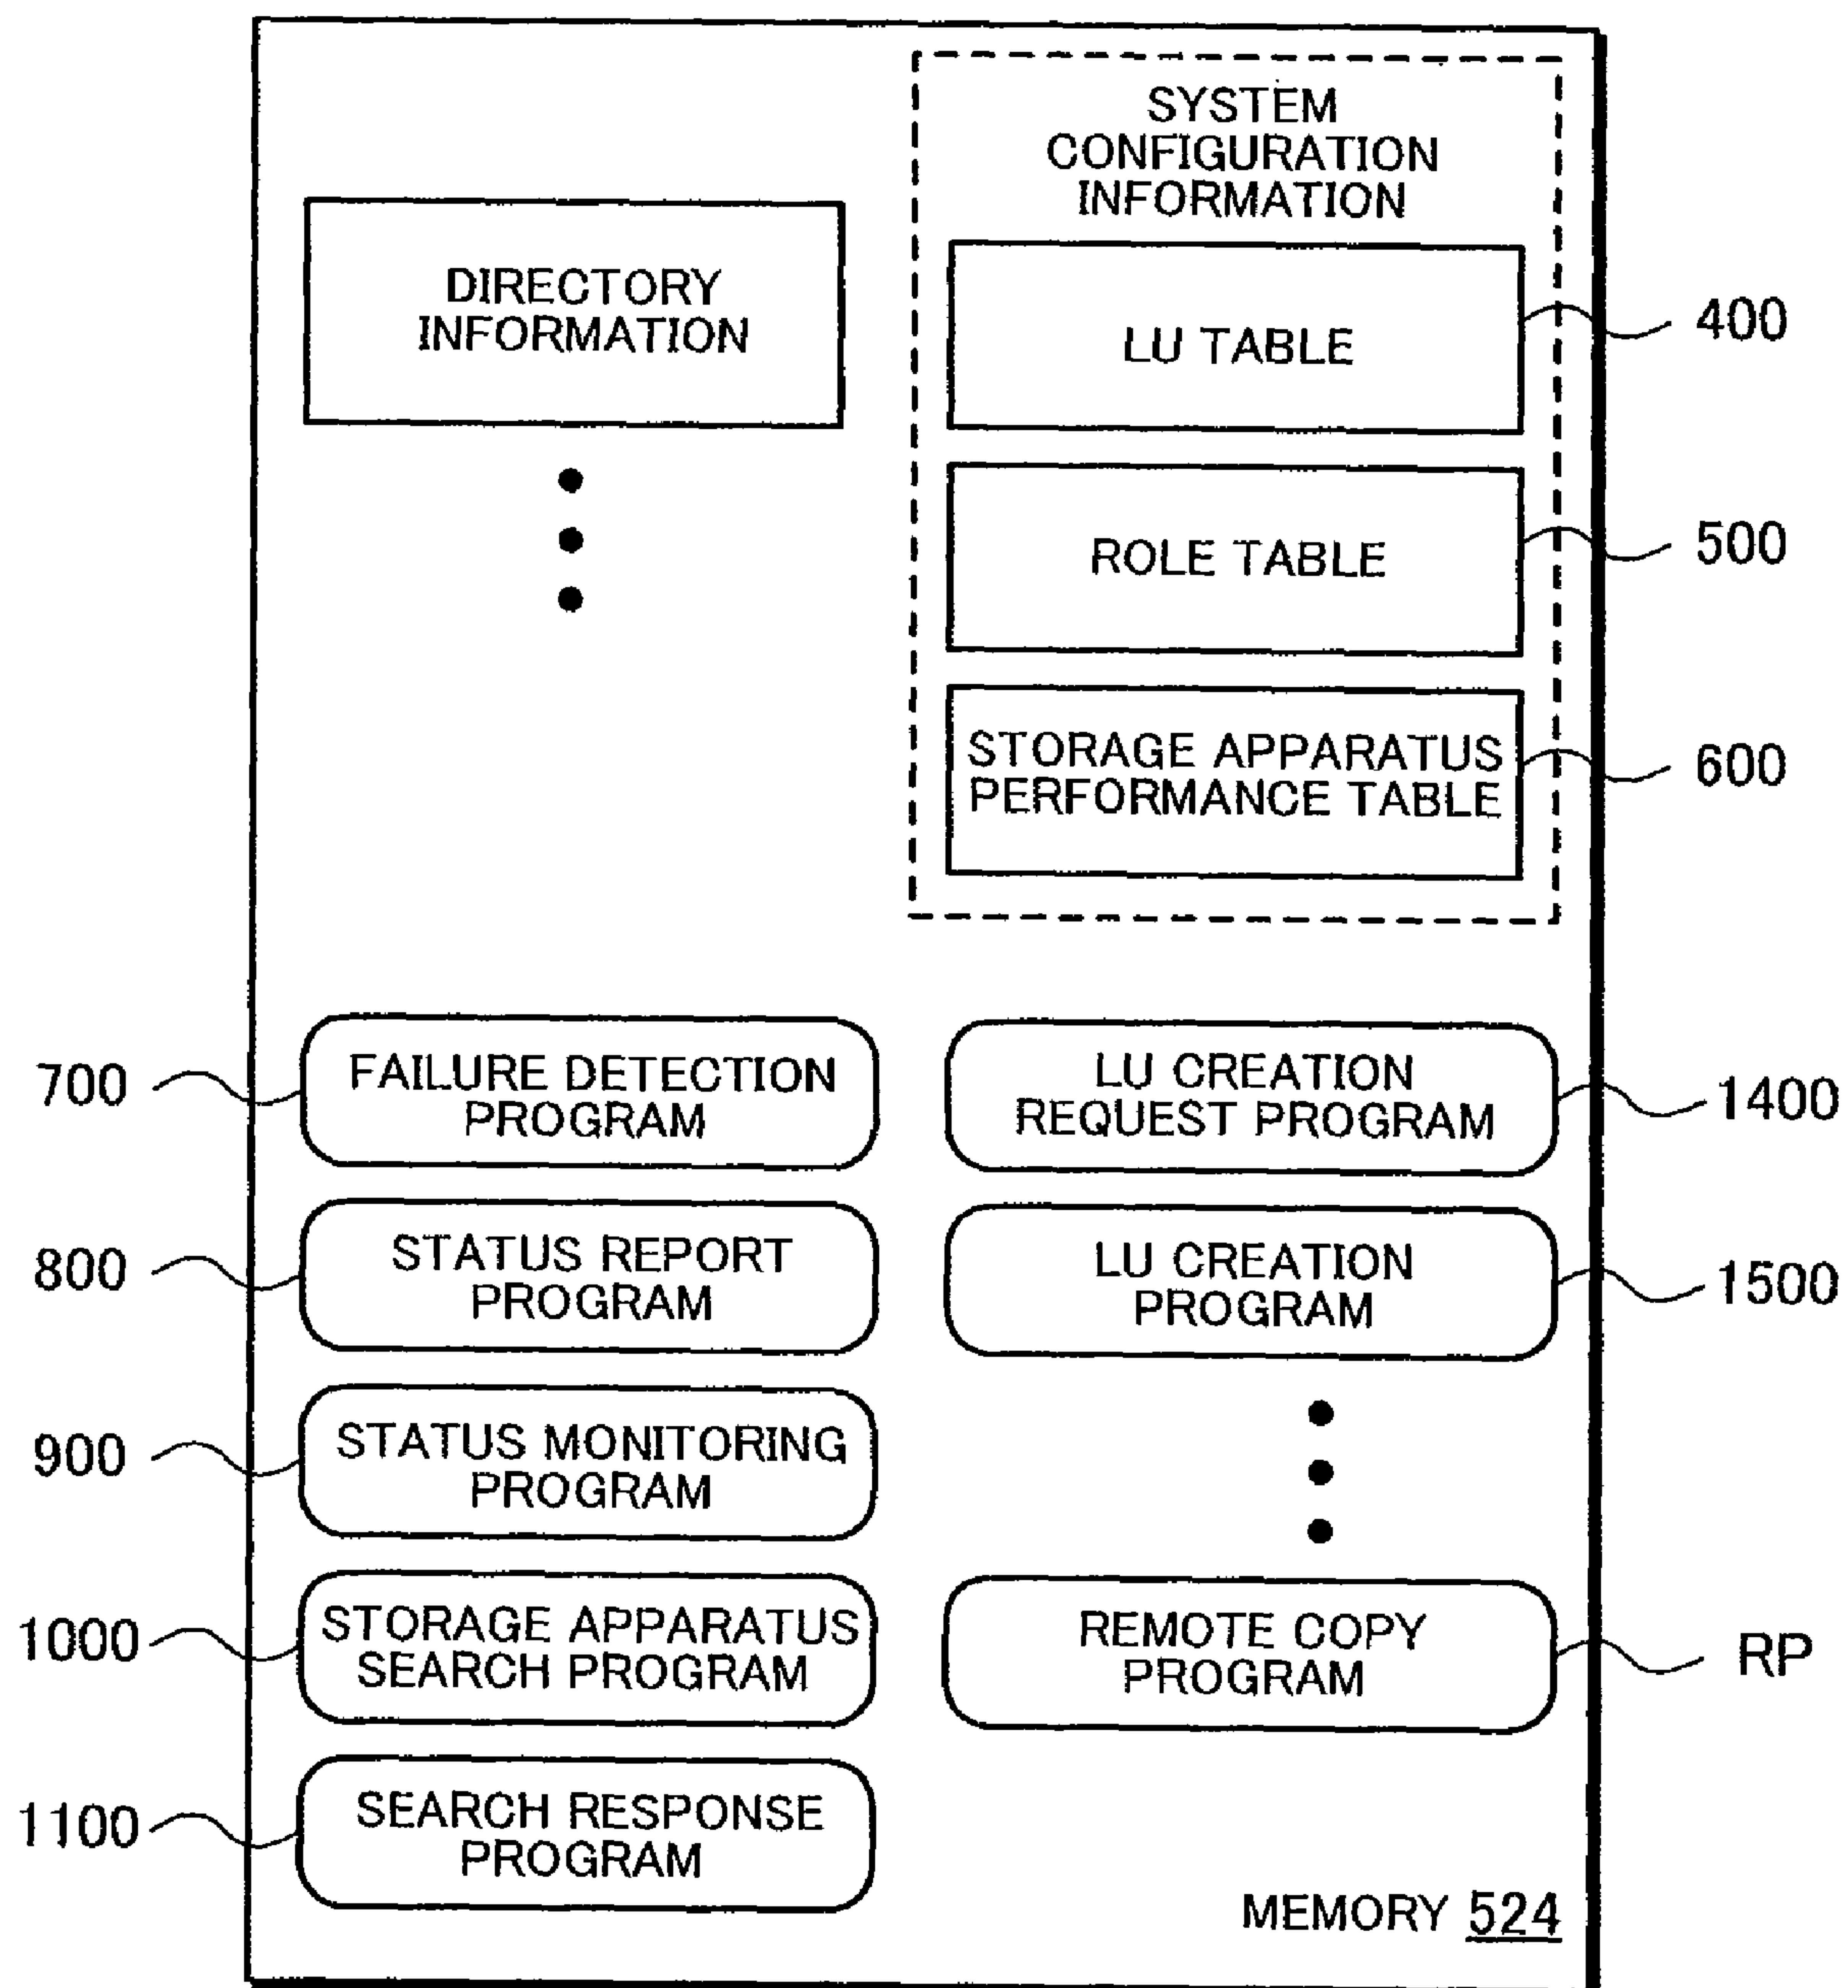 SYSTEM
CONFIGURATION
INFORMATION
DIRECTORY
INFORMATION
LU TABLE
400
ROLE TABLE
500
STORAGE APPARATUS
PERFORMANCE TABLE
600
700
FAILURE DETECTION
PROGRAM
LU CREATION
REQUEST PROGRAM
1400
800
STATUS REPORT
PROGRAM
LU CREATION
PROGRAM
1500
900
STATUS MONITORING
PROGRAM
1000
STORAGE APPARATUS
SEARCH PROGRAM
REMOTE COPY
PROGRAM
RP
1100
SEARCH RESPONSE
PROGRAM
MEMORY 524